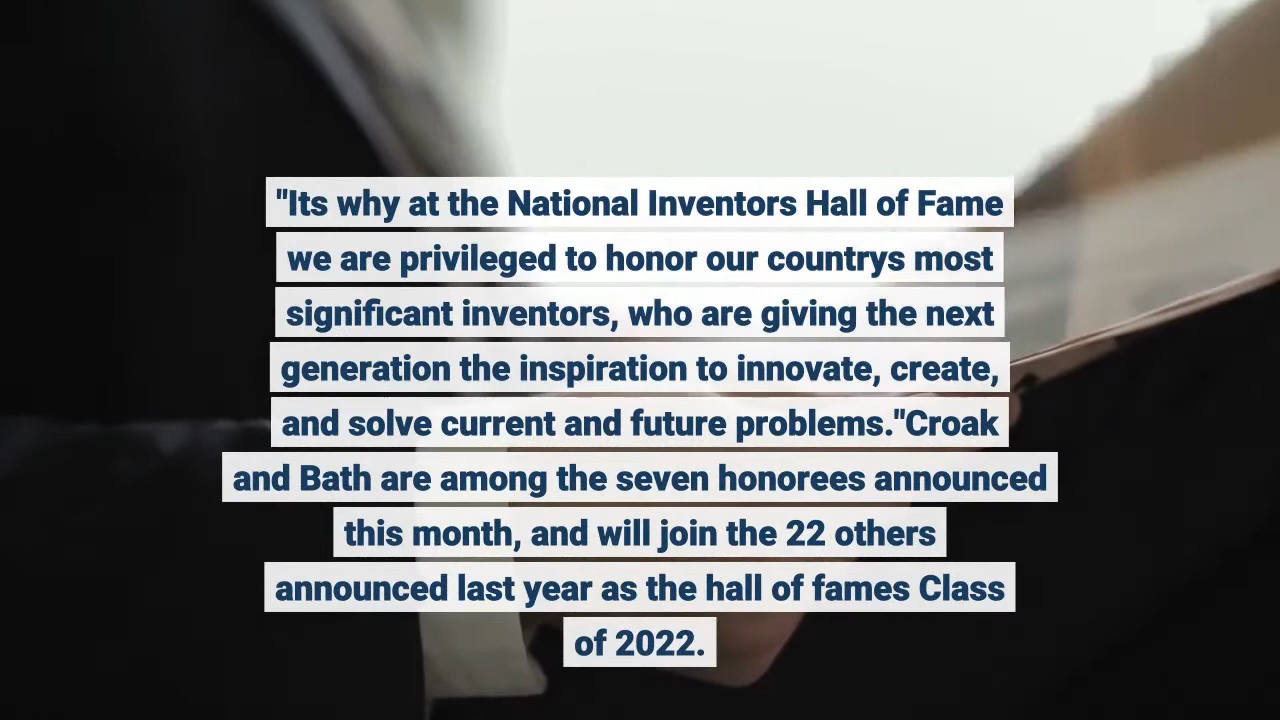 "Its why at the National Inventors Hall of Fame
we are privileged to honor our countrys most
significant inventors, who are giving the next
generation the inspiration to innovate, create,
and solve current and future problems."Croak
and Bath are among the seven honorees announced
this month, and will join the 22 others
announced last year as the hall of fames Class
of 2022.